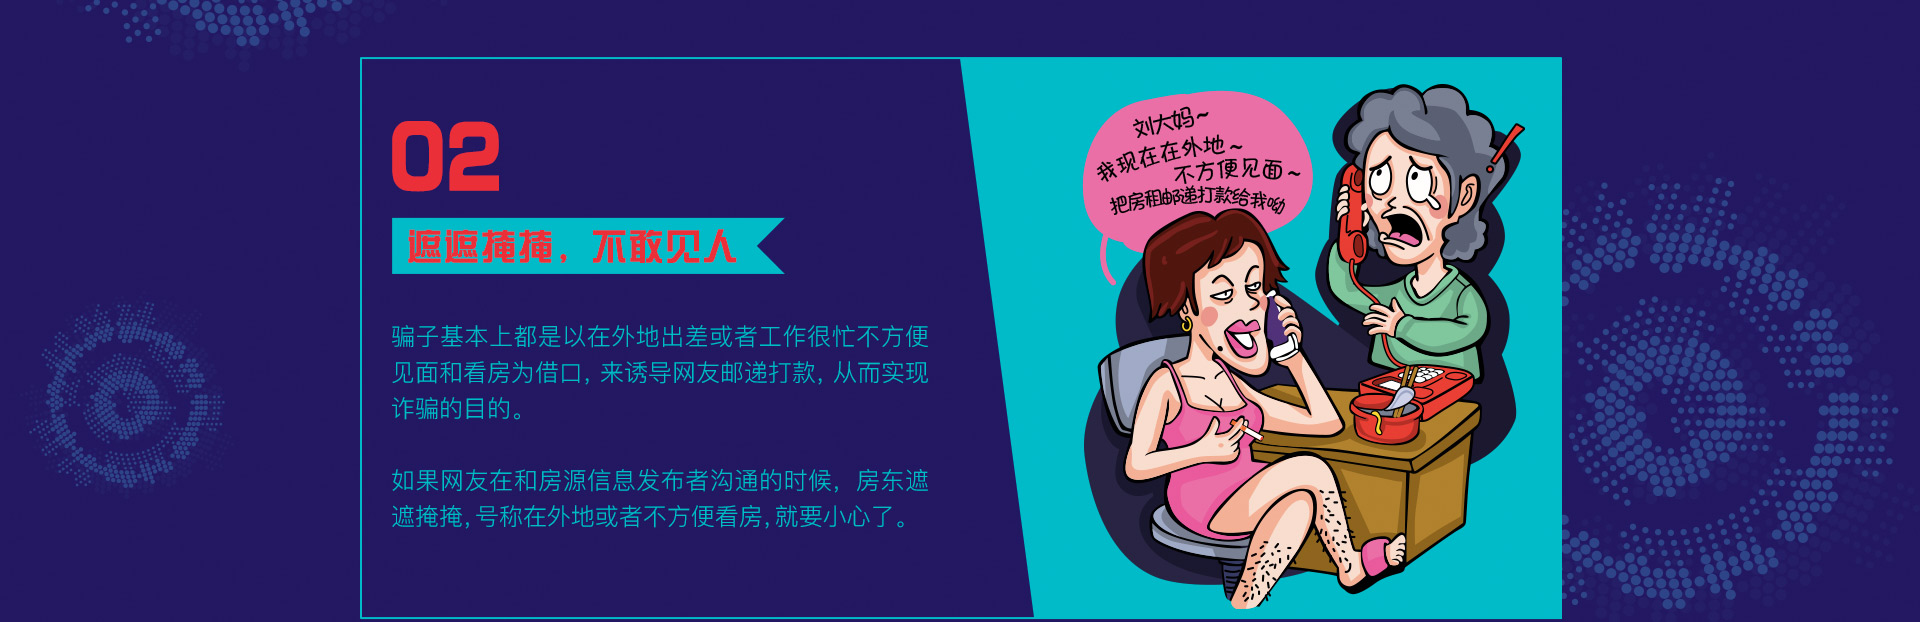 02
遮遮掩掩，不敢见人
骗子基本上都是以在外地出差或者工作很忙不方便
见面和看房为借口，来诱导网友邮递打款，从而实现
诈骗的目的。
如果网友在和房源信息发布者沟通的时候，房东遮
遮掩掩，号称在外地或者不方便看房，就要小心了。
刘大妈~
我现在在外地~
不方便见面~
把房租邮递打款给我呦